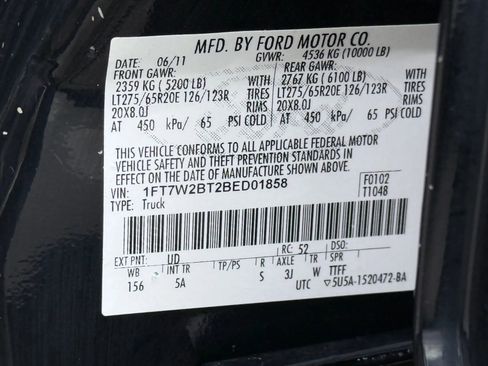 MFD. BY FORD MOTOR CO.
DATE: 06/11 GVWR: 4536 KG (10000 LB)
FRONT GAWR: REAR GAWR:
2359 KG ( 5200 LB) 2767 KG ( 6100 LB)
LT275/65R20E 126/123R TIRES LT275/65R20E 126/123R TIRES
20X8.0J RIMS 20X8.0J RIMS
AT 450 kPa/ 65 PSI COLD AT 450 kPa/ 65 PSI COLD
THIS VEHICLE CONFORMS TO ALL APPLICABLE FEDERAL MOTOR
VEHICLE SAFETY AND THEFT PREVENTION STANDARDS IN
EFFECT ON THE DATE OF MANUFACTURE SHOWN ABOVE.
VIN: 1FT7W2BT2BED01858 F0102
TYPE: Truck T1048
EXT PNT: UD RC: 52 DSO:
WB INT TR TP/PS R AXLE TR SPR
156 5A S 3J W TTFF
UTC ▽5U5A-1520472-BA